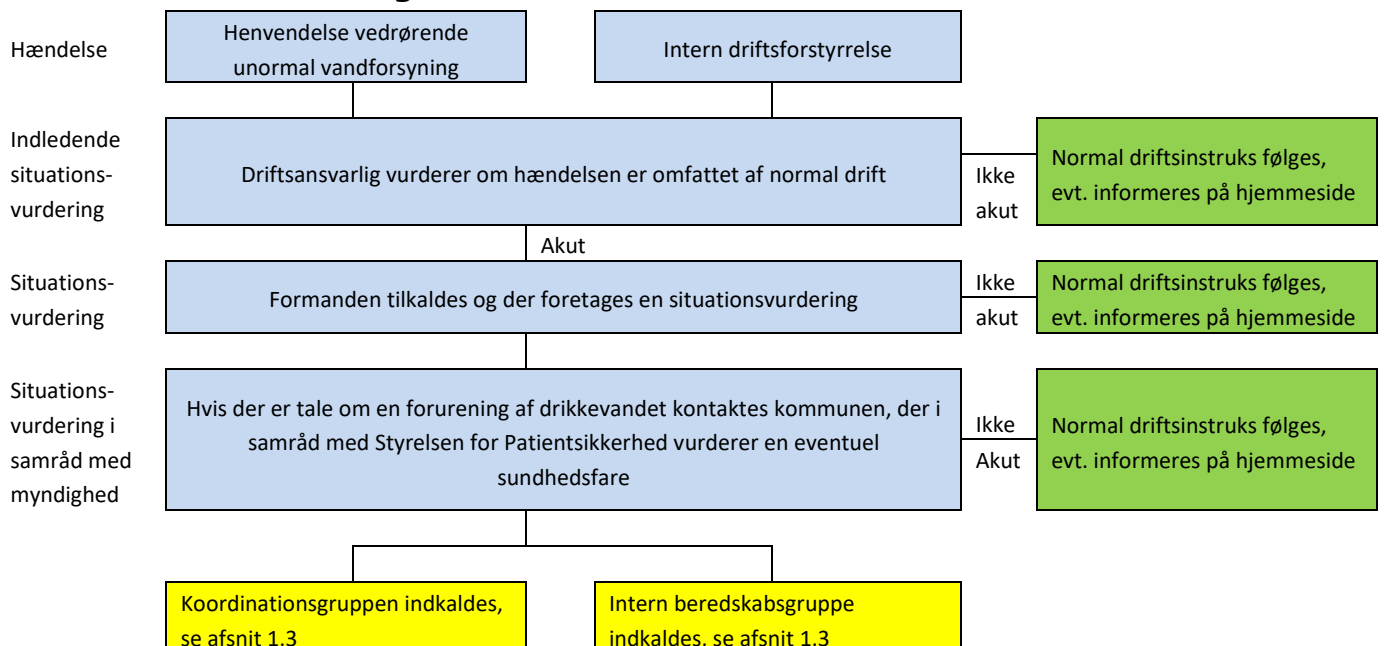 Hændelse
Henvendelse vedrørende
unormal vandforsyning
Intern driftsforstyrrelse
Indledende
situations-
vurdering
Driftsansvarlig vurderer om hændelsen er omfattet af normal drift
Ikke
akut
Normal driftsinstruks følges,
evt. informeres på hjemmeside
Akut
Situations-
vurdering
Formanden tilkaldes og der foretages en situationsvurdering
Ikke
akut
Normal driftsinstruks følges,
evt. informeres på hjemmeside
Situations-
vurdering i
samråd med
myndighed
Hvis der er tale om en forurening af drikkevandet kontaktes kommunen, der i
samråd med Styrelsen for Patientsikkerhed vurderer en eventuel
sundhedsfare
Ikke
Akut
Normal driftsinstruks følges,
evt. informeres på hjemmeside
Koordinationsgruppen indkaldes,
se afsnit 1.3
Intern beredskabsgruppe
indkaldes, se afsnit 1.3